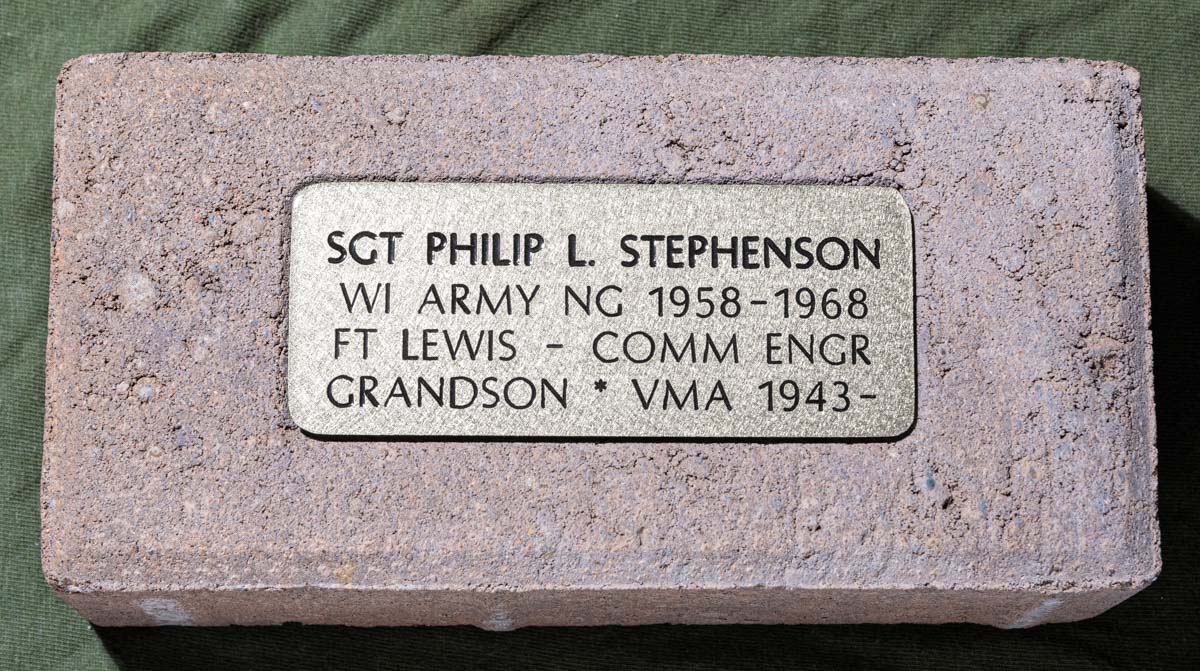 SGT PHILIP L. STEPHENSON
WI ARMY NG 1958-1968
FT LEWIS - COMM ENGR
GRANDSON * VMA 1943-